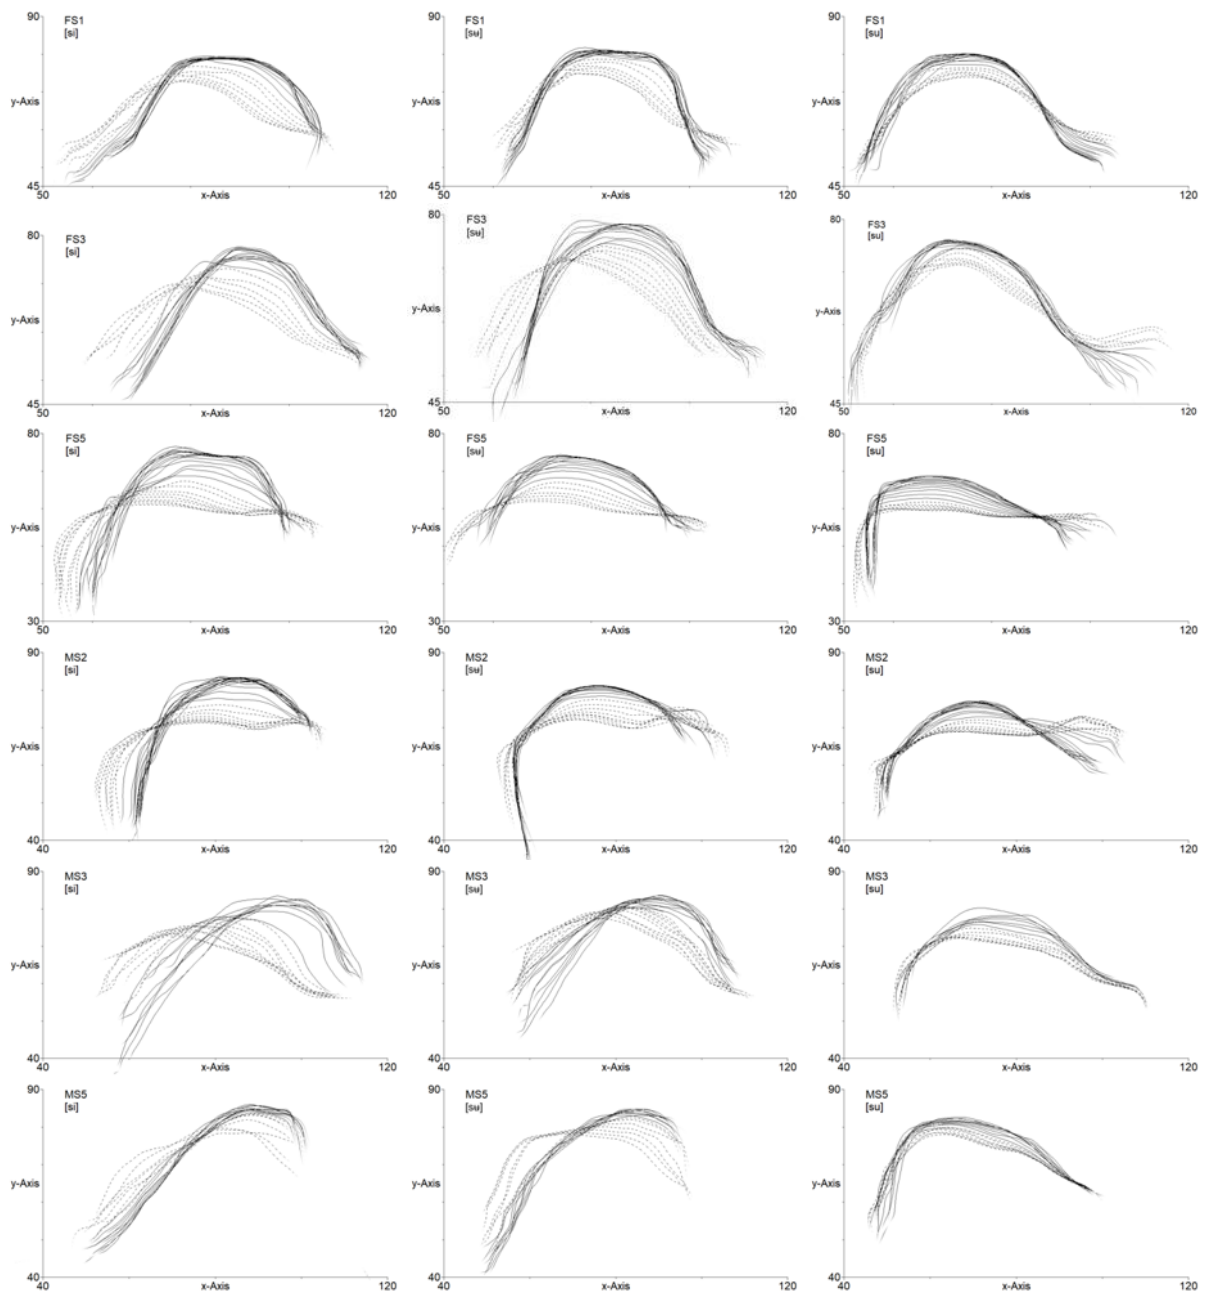 90 FS1 90 FS1 90 FS1
[si] [sʉ] [su]
y-Axis y-Axis y-Axis
45 45 45
50 x-Axis 120 50 x-Axis 120 50 x-Axis 120
80 FS3 80 FS3 80 FS3
[si] [sʉ] [su]
y-Axis y-Axis y-Axis
45 45 45
50 x-Axis 120 50 x-Axis 120 50 x-Axis 120
80 FS5 80 FS5 80 FS5
[si] [sʉ] [su]
y-Axis y-Axis y-Axis
30 30 30
50 x-Axis 120 50 x-Axis 120 50 x-Axis 120
90 MS2 90 MS2 90 MS2
[si] [sʉ] [su]
y-Axis y-Axis y-Axis
40 40 40
40 x-Axis 120 40 x-Axis 120 40 x-Axis 120
90 MS3 90 MS3 90 MS3
[si] [sʉ] [su]
y-Axis y-Axis y-Axis
40 40 40
40 x-Axis 120 40 x-Axis 120 40 x-Axis 120
90 MS5 90 MS5 90 MS5
[si] [sʉ] [su]
y-Axis y-Axis y-Axis
40 40 40
40 x-Axis 120 40 x-Axis 120 40 x-Axis 120